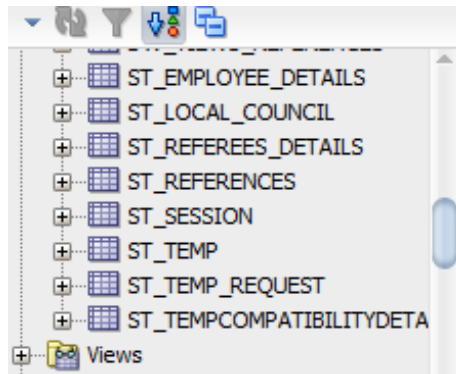 ST_EMPLOYEE_DETAILS
ST_LOCAL_COUNCIL
ST_REFEREES_DETAILS
ST_REFERENCES
ST_SESSION
ST_TEMP
ST_TEMP_REQUEST
ST_TEMPCOMPATIBILITYDETA
Views